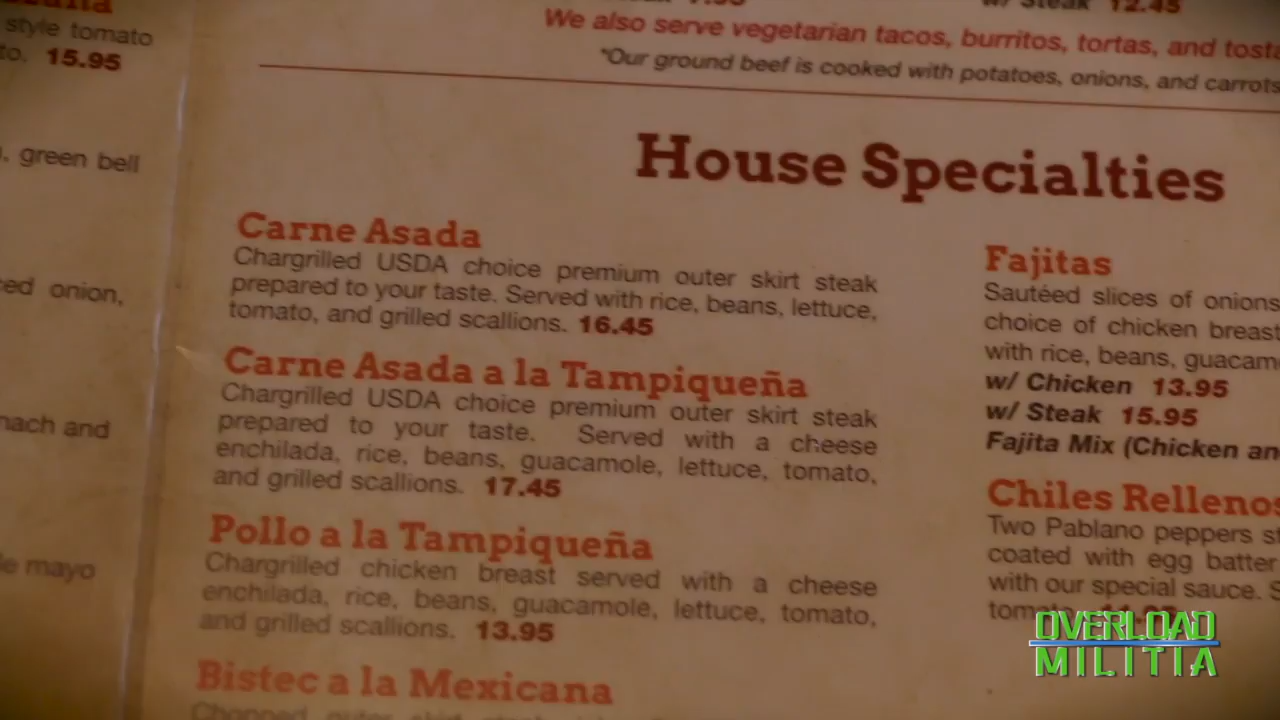 style tomato
to. 15.95
green bell
onion,
and
mayo
w/ Steak 12.45
We also serve vegetarian tacos, burritos, tortas, and
*Our ground beef is cooked with potatoes, onions, and carrots
House Specialties
Carne Asada
Chargrilled USDA choice premium outer skirt steak
prepared to your taste. Served with rice, beans, lettuce,
tomato, and grilled scallions. 16.45
Carne Asada a la Tampiqueña
Chargrilled USDA choice premium outer skirt steak
prepared to your taste. Served with a cheese
enchilada, rice, beans, guacamole, lettuce, tomato,
and grilled scallions. 17.45
Pollo a la Tampiqueña
Chargrilled chicken breast served with a cheese
enchilada, rice, beans, guacamole, lettuce, tomato,
and grilled scallions. 13.95
Bistec a la Mexicana
Fajitas
Sautéed slices of onions
choice of chicken breast
with rice, beans, guacam
w/ Chicken 13.95
w/ Steak 15.95
Fajita Mix (Chicken an
Chiles Rellenos
Two Pablano peppers st
coated with egg batter
with our special sauce. S
OVERLOAD
MILITIA